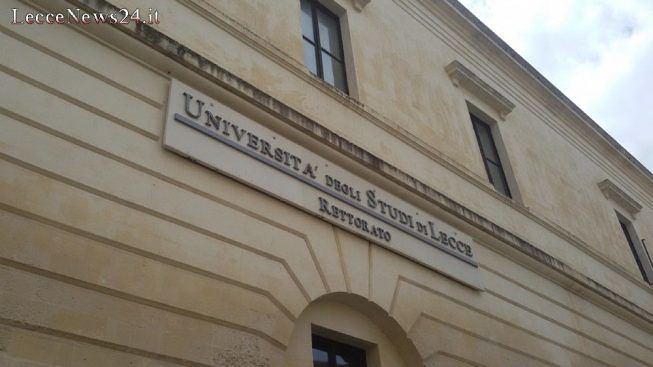 LecceNews24.it
UNIVERSITA' DEGLI STUDI DI LECCE
RETTORATO